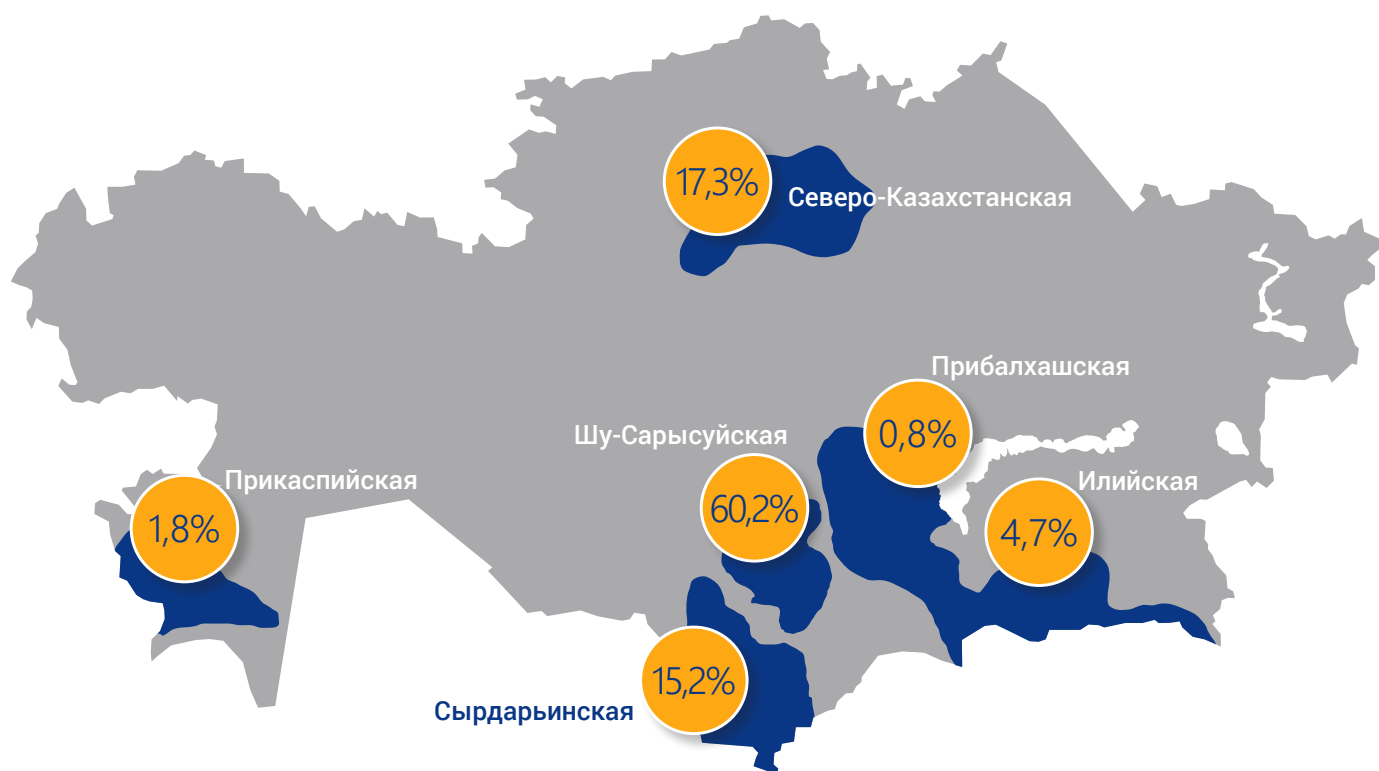 17,3%
Северо-Казахстанская
Прибалхашская
0,8%
Шу-Сарысуйская
60,2%
Илийская
4,7%
Прикаспийская
1,8%
15,2%
Сырдарьинская